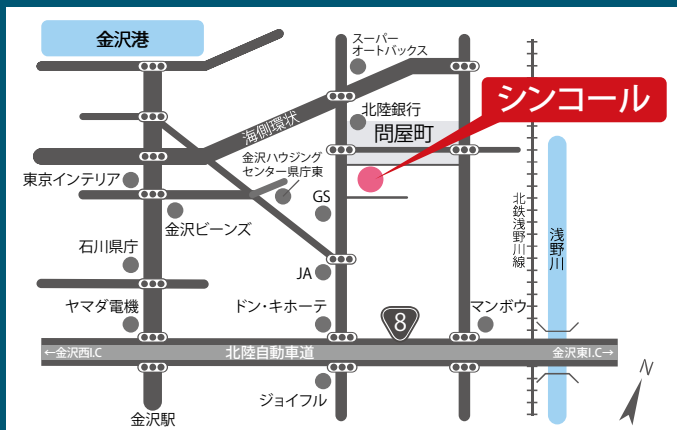 金沢港
スーパー
オートバックス
シンコール
北陸銀行
問屋町
海側環状
金沢ハウジング
センター県庁東
東京インテリア
GS
金沢ビーンズ
北鉄浅野川線
浅野川
石川県庁
JA
ヤマダ電機
ドン・キホーテ
8
マンボウ
←金沢西I.C
北陸自動車道
金沢東I.C→
ジョイフル
N
金沢駅